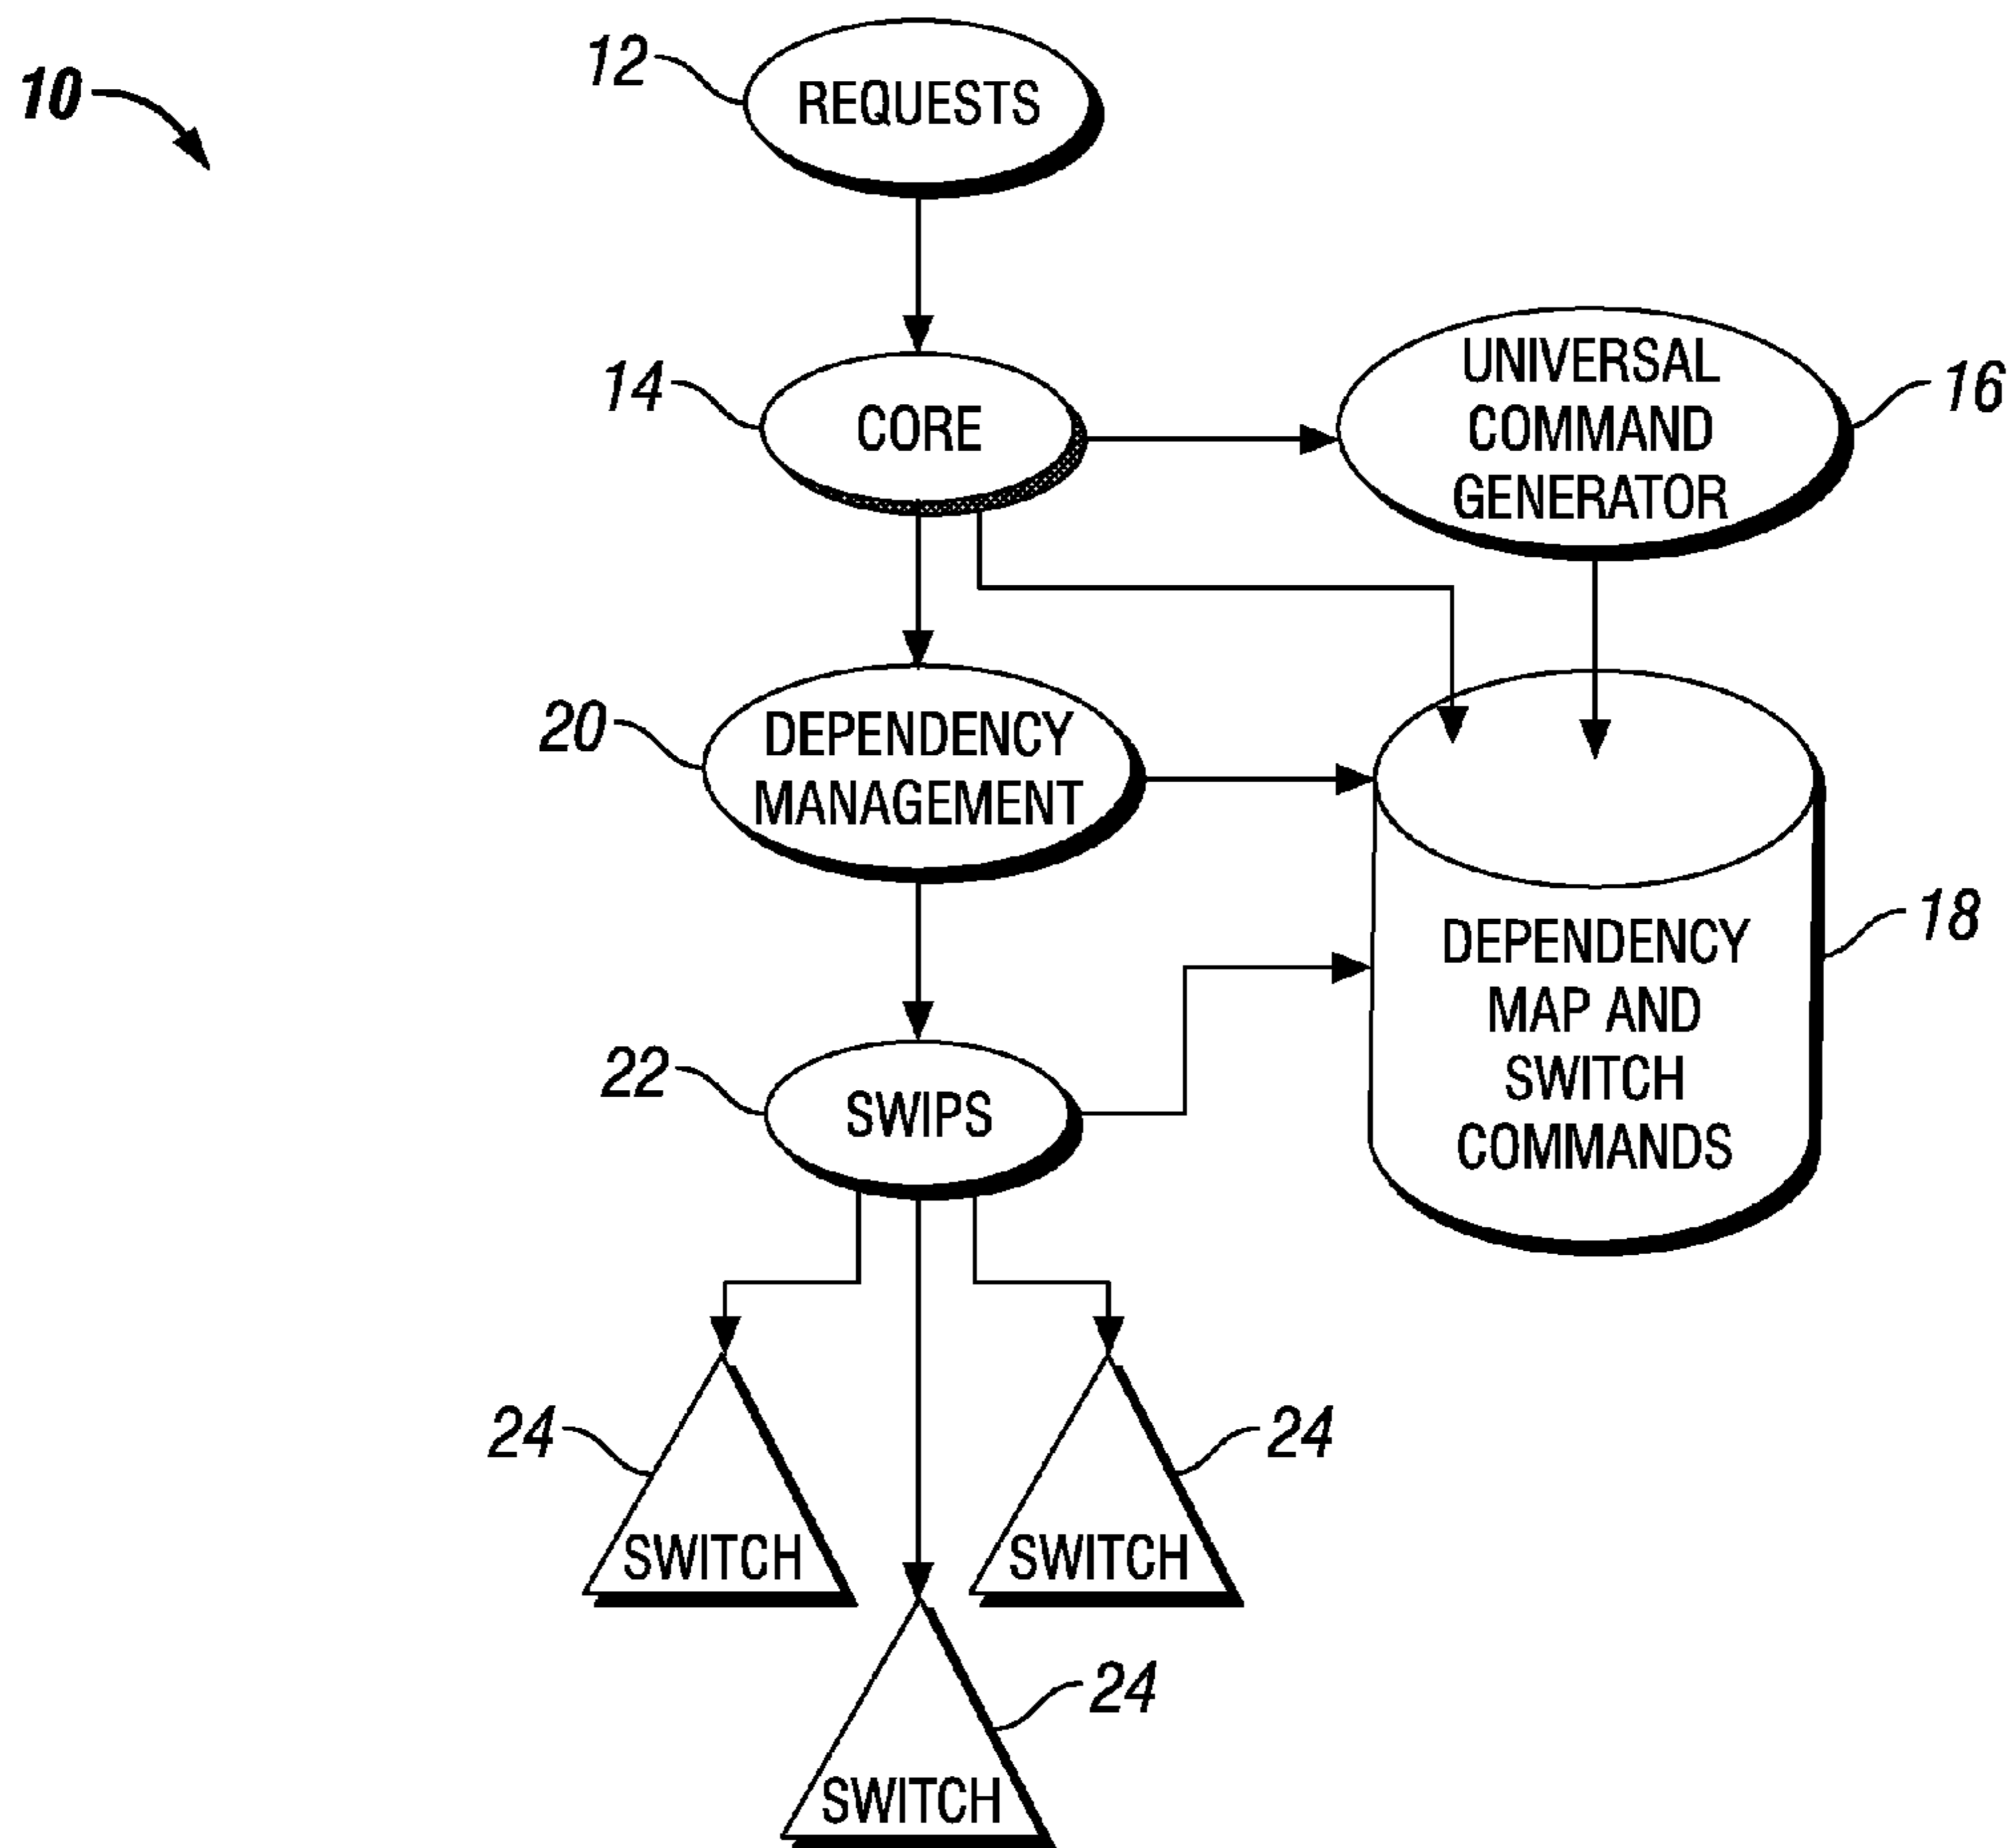 10
12
REQUESTS
14
CORE
UNIVERSAL
COMMAND
GENERATOR
16
20
DEPENDENCY
MANAGEMENT
18
DEPENDENCY
MAP AND
SWITCH
COMMANDS
22
SWIPS
24
SWITCH
24
SWITCH
24
SWITCH